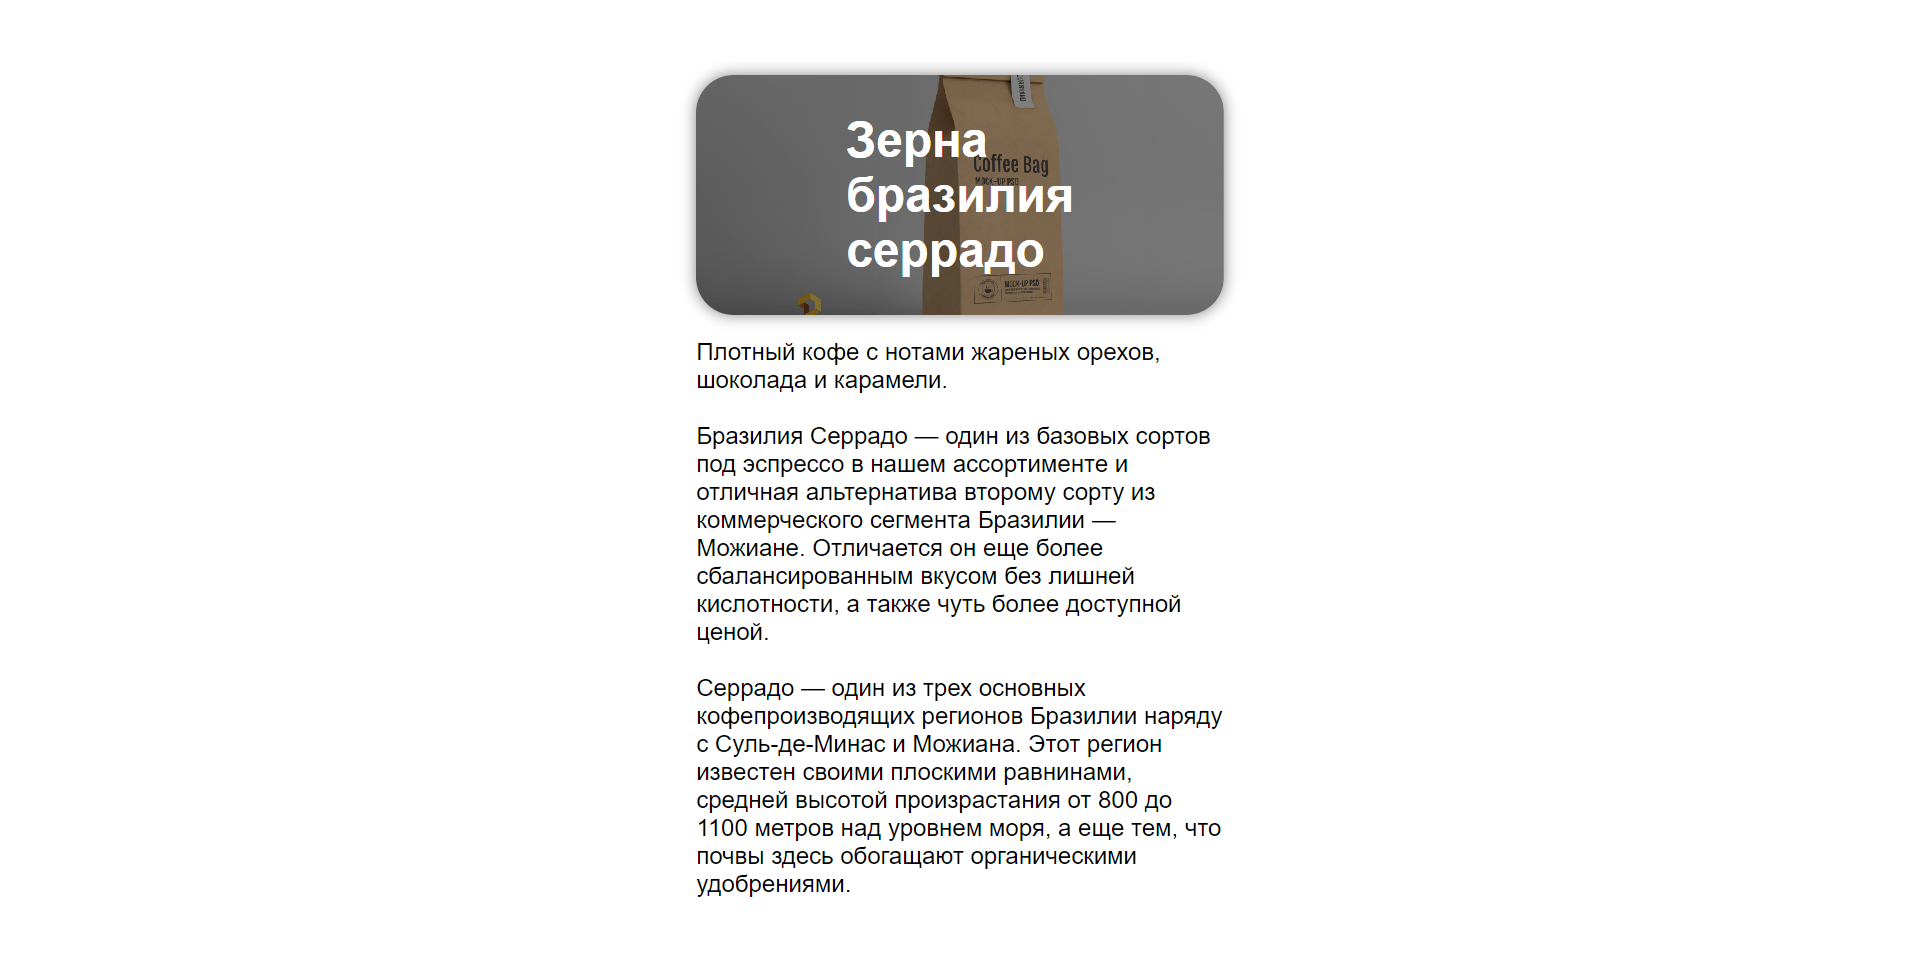 Зерна
Coffee Bag
MOCK-UP PSD
бразилия
серрадо
MOCK-UP PSD
Плотный кофе с нотами жареных орехов,
шоколада и карамели.
Бразилия Серрадо — один из базовых сортов
под эспрессо в нашем ассортименте и
отличная альтернатива второму сорту из
коммерческого сегмента Бразилии —
Можиане. Отличается он еще более
сбалансированным вкусом без лишней
кислотности, а также чуть более доступной
ценой.
Серрадо — один из трех основных
кофепроизводящих регионов Бразилии наряду
с Суль-де-Минас и Можиана. Этот регион
известен своими плоскими равнинами,
средней высотой произрастания от 800 до
1100 метров над уровнем моря, а еще тем, что
почвы здесь обогащают органическими
удобрениями.